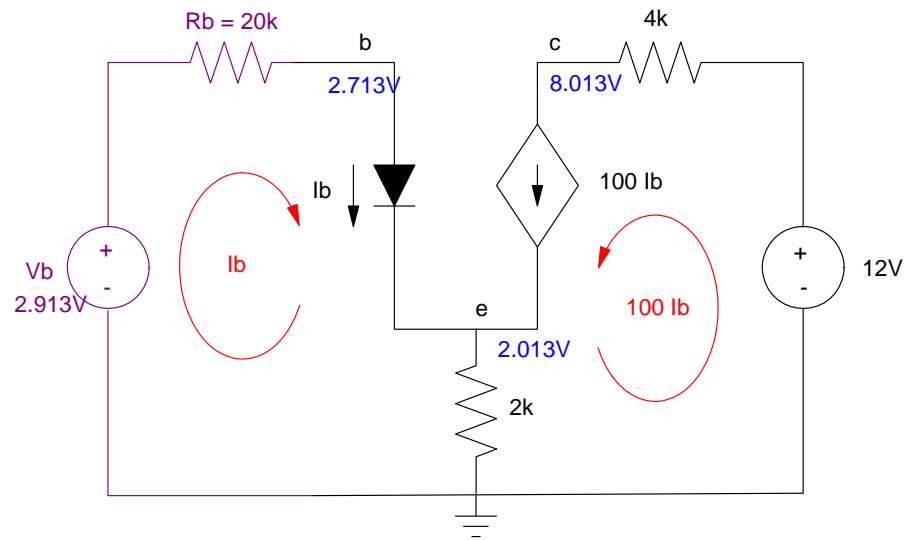 Rb = 20k
b
c
4k
2.713V
8.013V
Ib
100 Ib
+
Vb
-
2.913V
Ib
e
2.013V
100 Ib
+
-
12V
2k